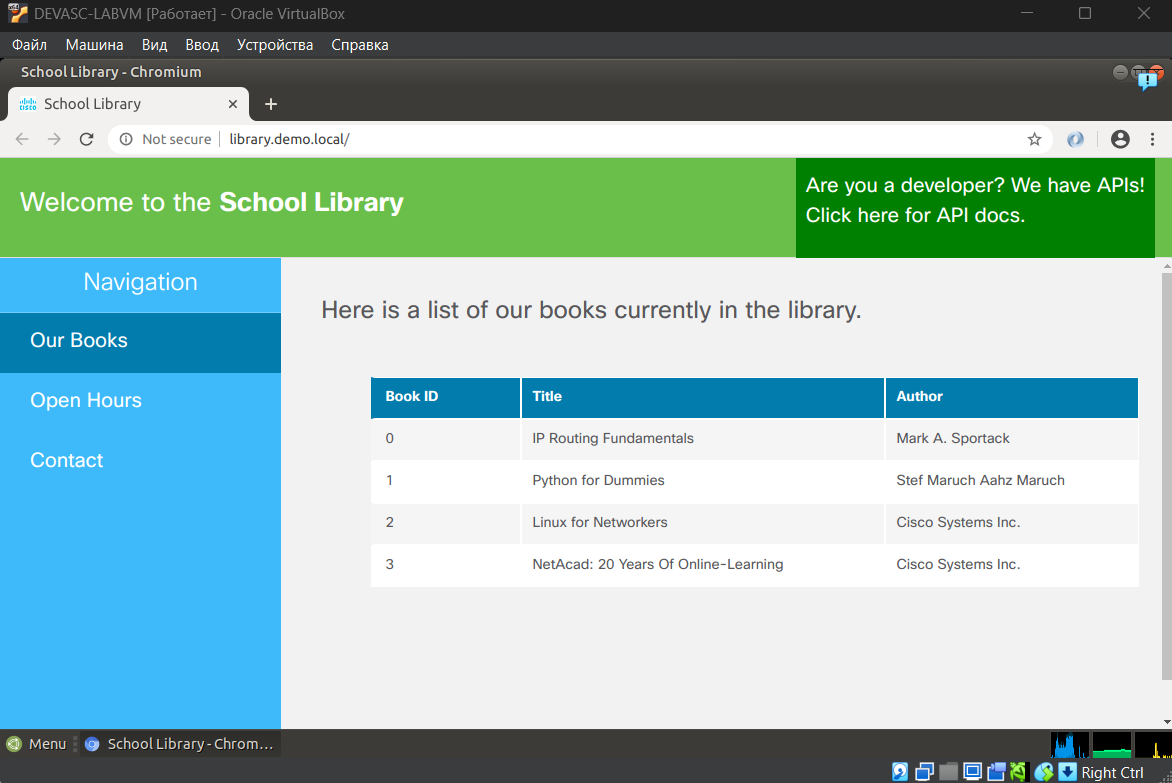 DEVASC-LABVM [Работает] - Oracle VirtualBox
Файл Машина Вид Ввод Устройства Справка
School Library - Chromium
School Library
Not secure library.demo.local/
Welcome to the School Library
Are you a developer? We have APIs!
Click here for API docs.
Navigation
Our Books
Open Hours
Contact
Here is a list of our books currently in the library.
Book ID Title Author
0 IP Routing Fundamentals Mark A. Sportack
1 Python for Dummies Stef Maruch Aahz Maruch
2 Linux for Networkers Cisco Systems Inc.
3 NetAcad: 20 Years Of Online-Learning Cisco Systems Inc.
Menu School Library - Chrom...
Right Ctrl